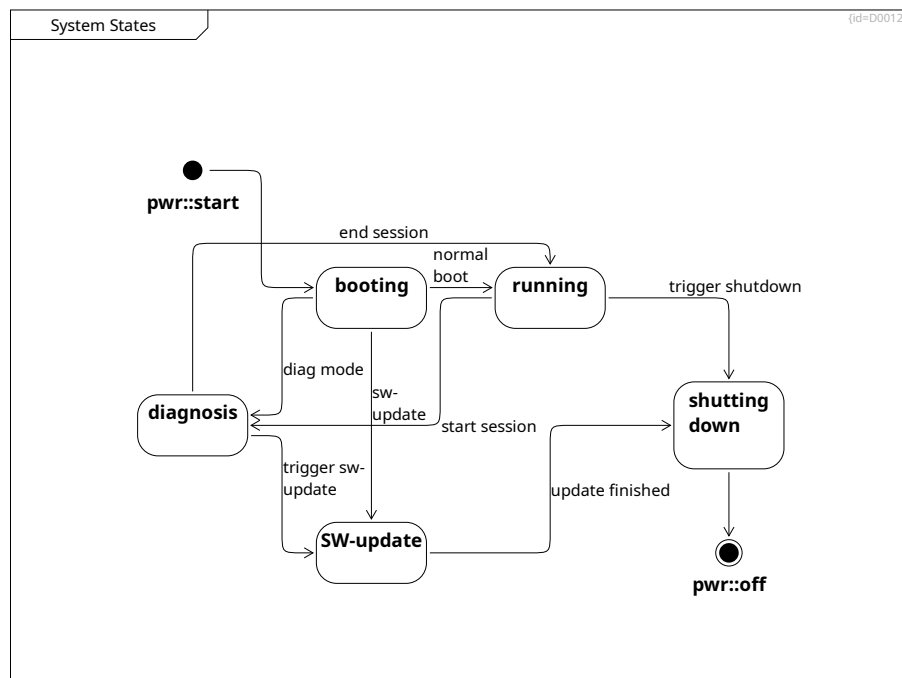 System States
{id=D0012
pwr::start
end session
normal
boot
booting
running
trigger shutdown
diag mode
sw-
update
diagnosis
shutting
down
start session
trigger sw-
update
update finished
SW-update
pwr::off